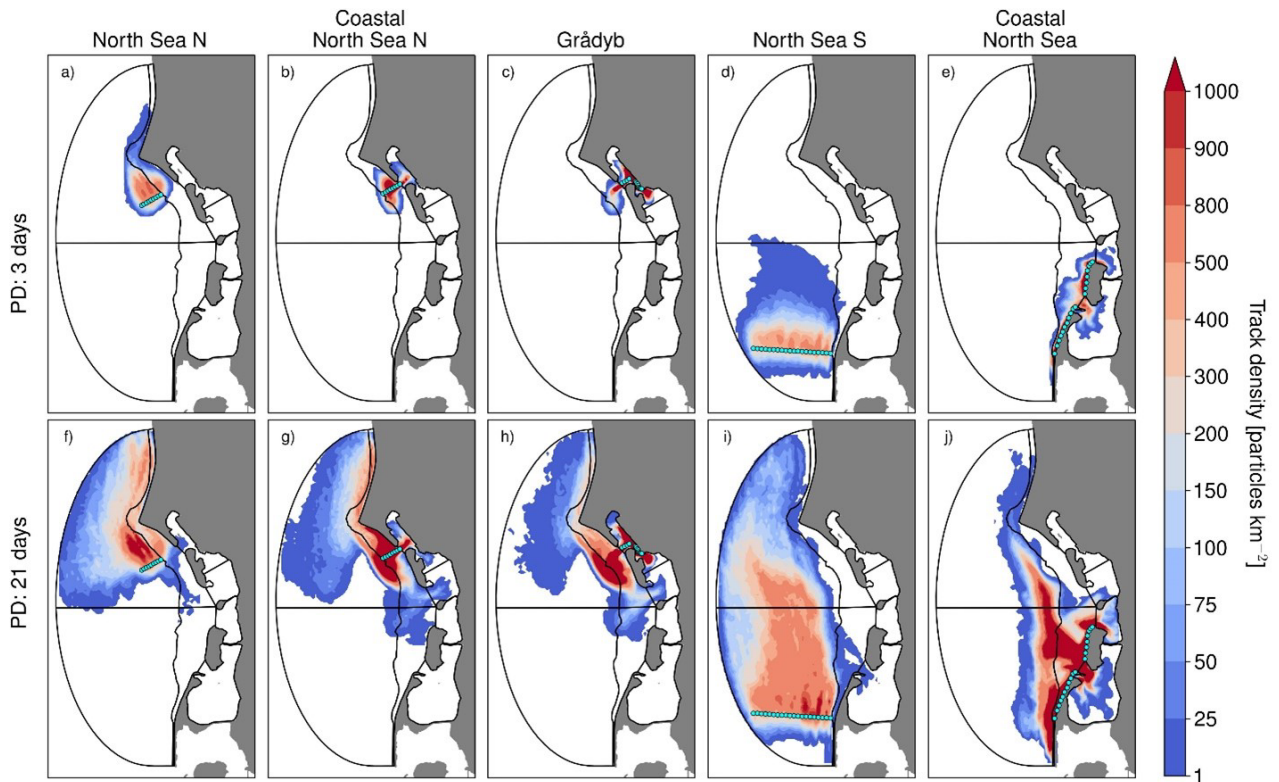 North Sea N
Coastal
North Sea N
Grådyb
North Sea S
Coastal
North Sea
PD: 3 days
a)
b)
c)
d)
e)
PD: 21 days
f)
g)
h)
i)
j)
1000
900
800
500
400
300
200
150
100
75
50
25
1
Track density [particles km⁻²]